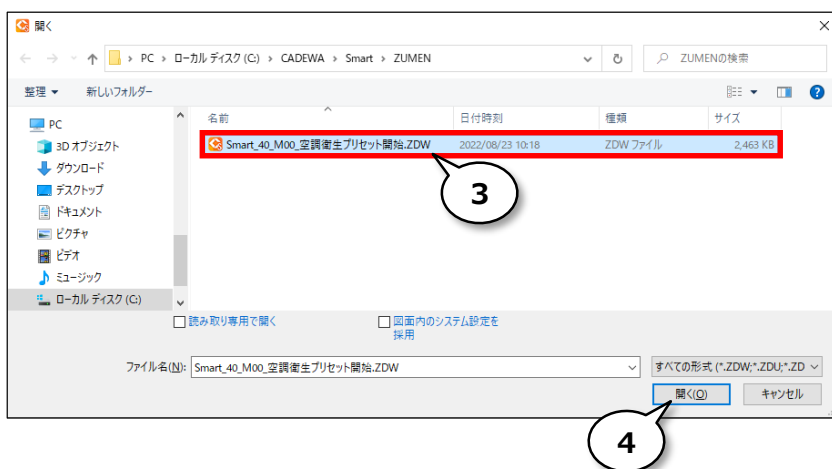 開く
PC › ローカル ディスク (C:) › CADEWA › Smart › ZUMEN
ZUMENの検索
整理 新しいフォルダー
名前 日付時刻 種類 サイズ
PC
3D オブジェクト
ダウンロード
デスクトップ
ドキュメント
ピクチャ
ビデオ
ミュージック
ローカル ディスク (C:)
Smart_40_M00_空調衛生プリセット開始.ZDW 2022/08/23 10:18 ZDW ファイル 2,463 KB
3
読み取り専用で開く
図面内のシステム設定を
採用
ファイル名(N): Smart_40_M00_空調衛生プリセット開始.ZDW
すべての形式 (*.ZDW;*.ZDU;*.ZD
開く(O) キャンセル
4